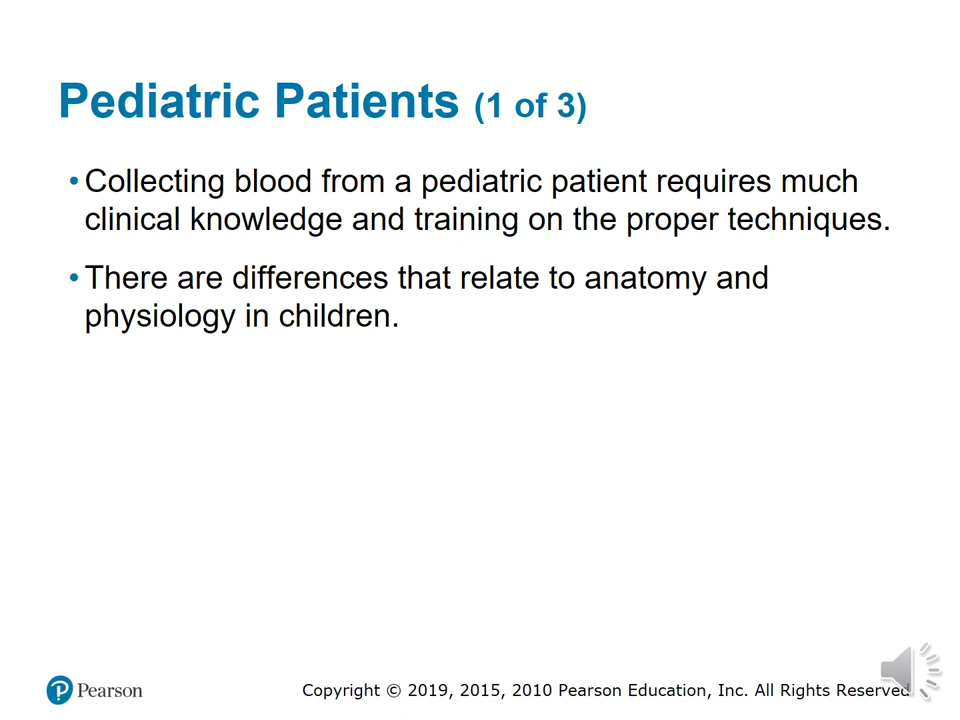 Pediatric Patients (1 of 3)
• Collecting blood from a pediatric patient requires much
clinical knowledge and training on the proper techniques.
• There are differences that relate to anatomy and
physiology in children.
Pearson
Copyright © 2019, 2015, 2010 Pearson Education, Inc. All Rights Reserved